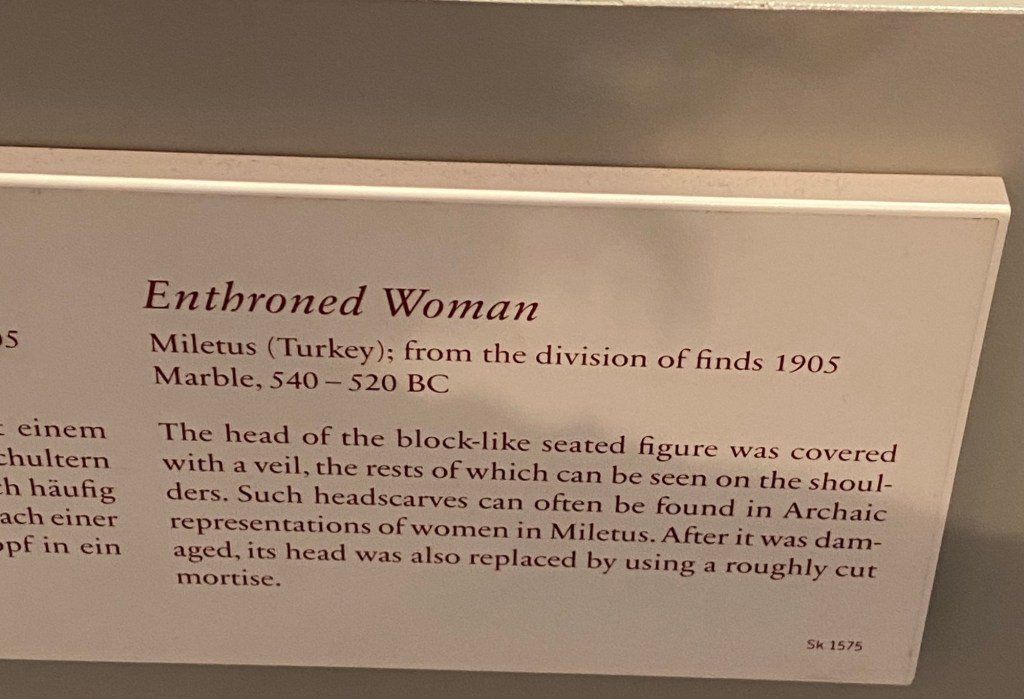 Enthroned Woman
Miletus (Turkey); from the division of finds 1905
Marble, 540 – 520 BC
The head of the block-like seated figure was covered
with a veil, the rests of which can be seen on the shoul-
ders. Such headscarves can often be found in Archaic
representations of women in Miletus. After it was dam-
aged, its head was also replaced by using a roughly cut
mortise.
Sk 1575
5
einem
chultern
häufig
ach einer
opf in ein